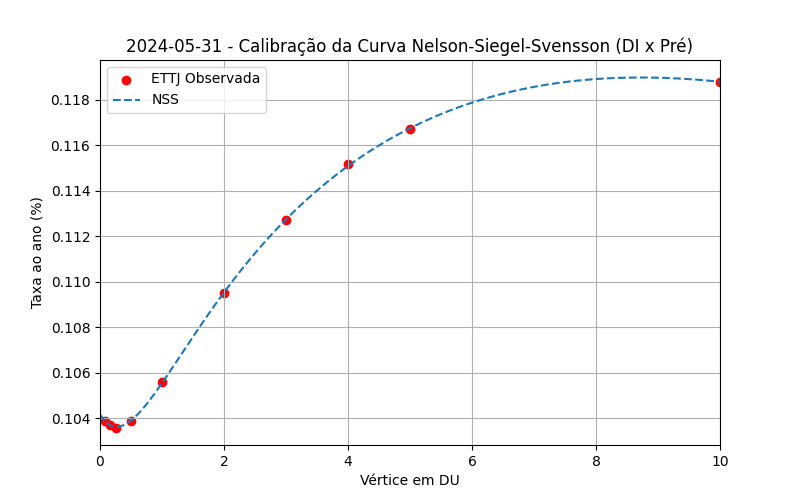 2024-05-31 - Calibração da Curva Nelson-Siegel-Svensson (DI x Pré)
ETTJ Observada
NSS
Taxa ao ano (%)
0.118
0.116
0.114
0.112
0.110
0.108
0.106
0.104
0 2 4 6 8 10
Vértice em DU